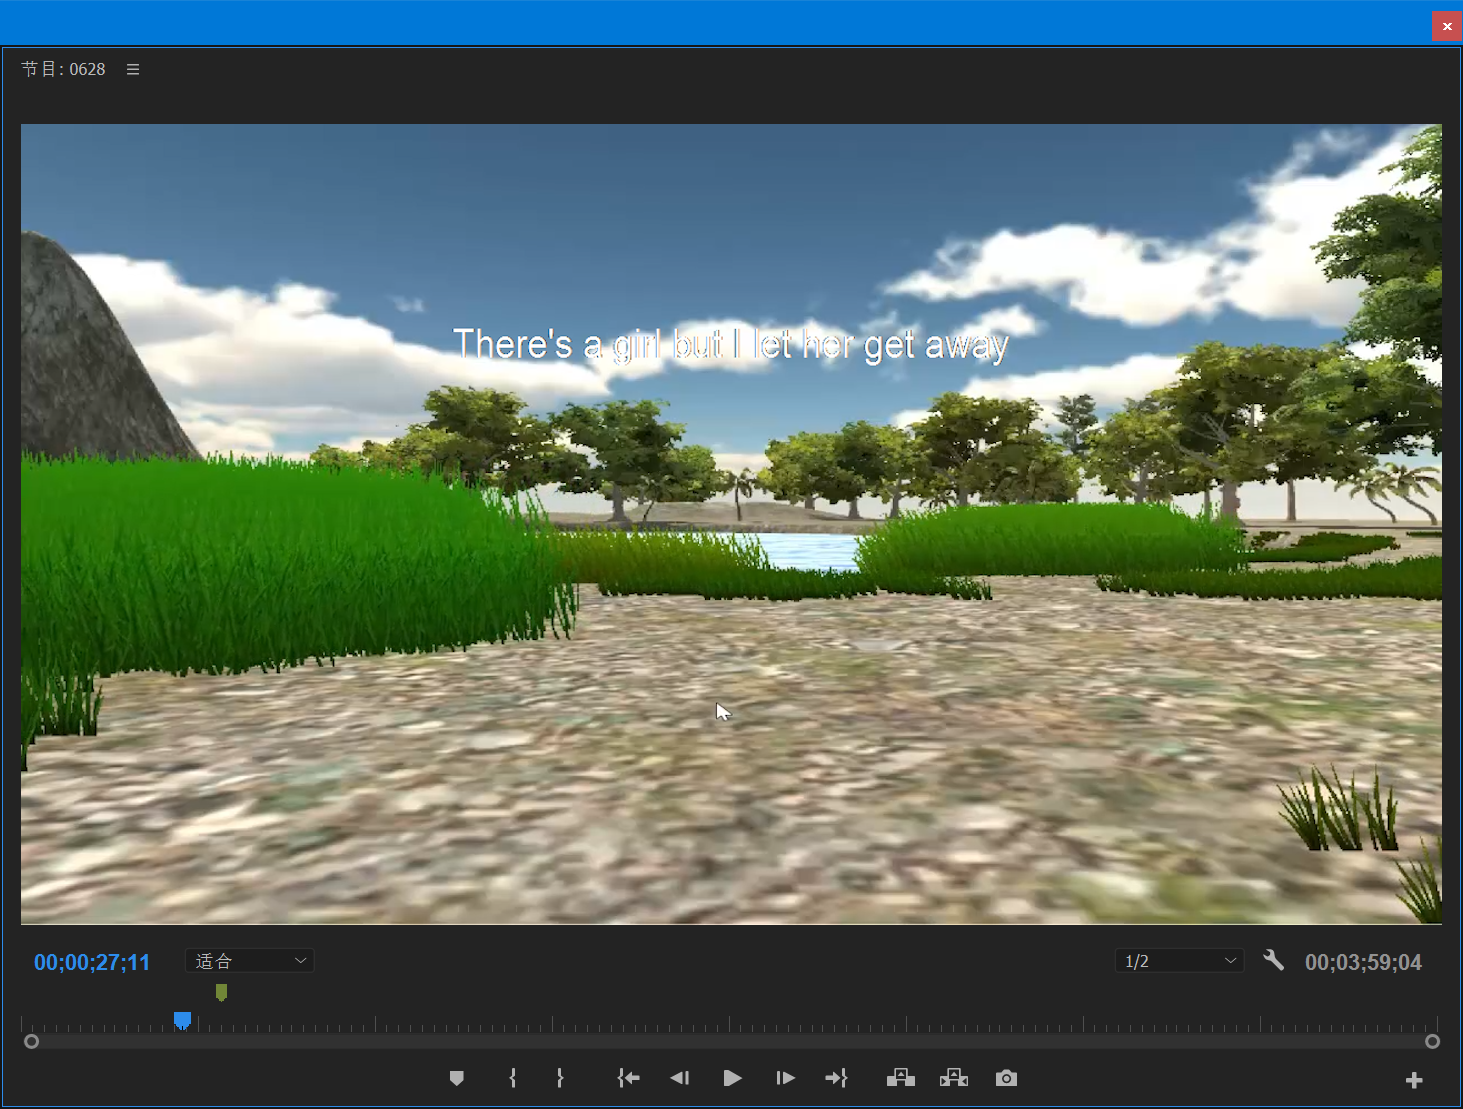 节目: 0628
There's a girl but I let her get away
00;00;27;11
适合
1/2
00;03;59;04